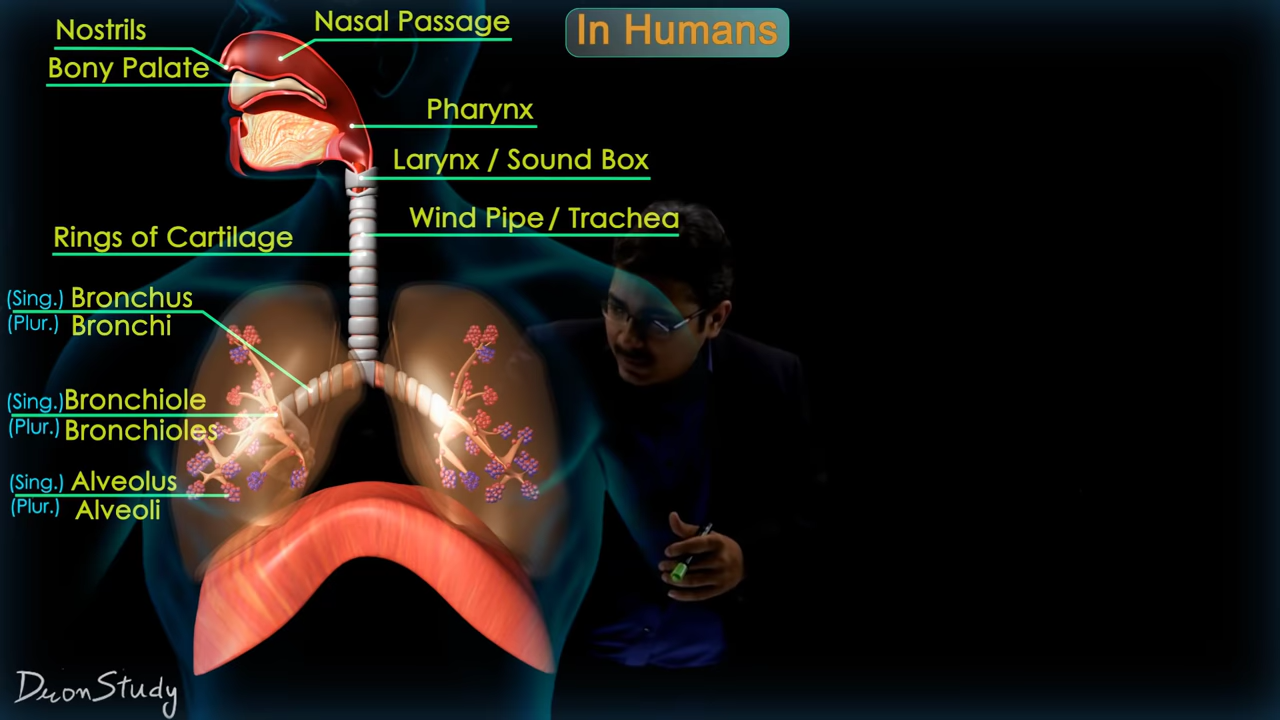 In Humans
Nostrils
Nasal Passage
Bony Palate
Pharynx
Larynx / Sound Box
Wind Pipe / Trachea
Rings of Cartilage
(Sing.) Bronchus
(Plur.) Bronchi
(Sing.) Bronchiole
(Plur.) Bronchioles
(Sing.) Alveolus
(Plur.) Alveoli
DronStudy